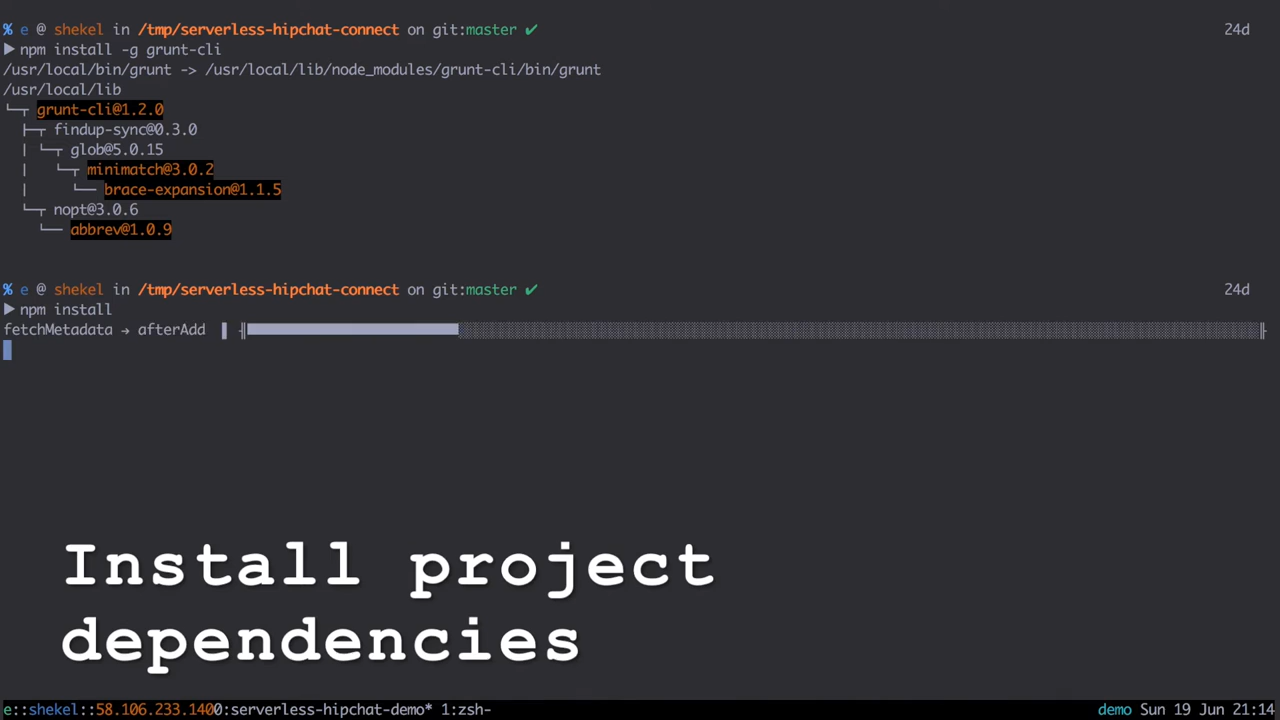 % e @ shekel in /tmp/serverless-hipchat-connect on git:master ✔ 24d
▶ npm install -g grunt-cli
/usr/local/bin/grunt -> /usr/local/lib/node_modules/grunt-cli/bin/grunt
/usr/local/lib
└─┬ grunt-cli@1.2.0
  ├─┬ findup-sync@0.3.0
  │ └─┬ glob@5.0.15
  │   └─┬ minimatch@3.0.2
  │     └── brace-expansion@1.1.5
  └─┬ nopt@3.0.6
    └── abbrev@1.0.9
% e @ shekel in /tmp/serverless-hipchat-connect on git:master ✔ 24d
▶ npm install
fetchMetadata → afterAdd
Install project
dependencies
e::shekel::58.106.233.1400:serverless-hipchat-demo* 1:zsh- demo Sun 19 Jun 21:14